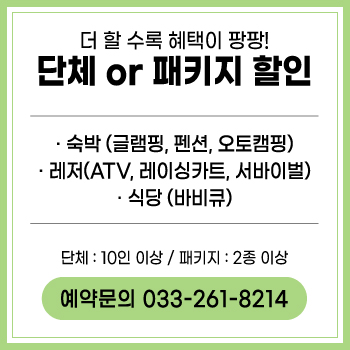 더 할 수록 혜택이 팡팡!
단체 or 패키지 할인
· 숙박 (글램핑, 펜션, 오토캠핑)
· 레저(ATV, 레이싱카트, 서바이벌)
· 식당 (바비큐)
단체 : 10인 이상 / 패키지 : 2종 이상
예약문의 033-261-8214